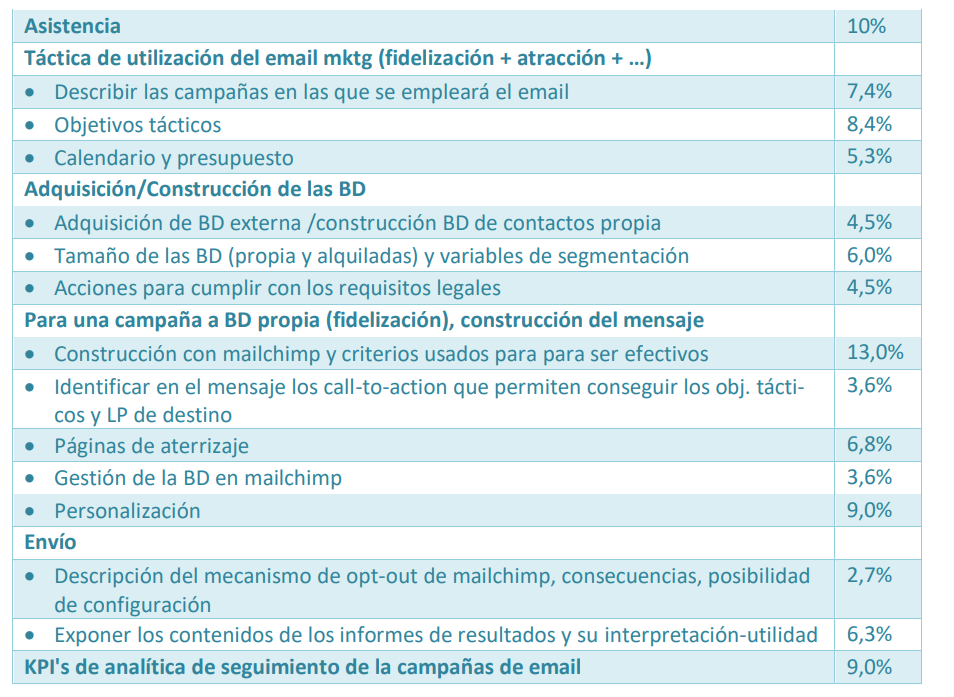 Asistencia 10%
Táctica de utilización del email mktg (fidelización + atracción + …)
• Describir las campañas en las que se empleará el email 7,4%
• Objetivos tácticos 8,4%
• Calendario y presupuesto 5,3%
Adquisición/Construcción de las BD
• Adquisición de BD externa /construcción BD de contactos propia 4,5%
• Tamaño de las BD (propia y alquiladas) y variables de segmentación 6,0%
• Acciones para cumplir con los requisitos legales 4,5%
Para una campaña a BD propia (fidelización), construcción del mensaje
• Construcción con mailchimp y criterios usados para para ser efectivos 13,0%
• Identificar en el mensaje los call-to-action que permiten conseguir los obj. tácti- 3,6%
cos y LP de destino
• Páginas de aterrizaje 6,8%
• Gestión de la BD en mailchimp 3,6%
• Personalización 9,0%
Envío
• Descripción del mecanismo de opt-out de mailchimp, consecuencias, posibilidad 2,7%
de configuración
• Exponer los contenidos de los informes de resultados y su interpretación-utilidad 6,3%
KPI's de analítica de seguimiento de la campañas de email 9,0%